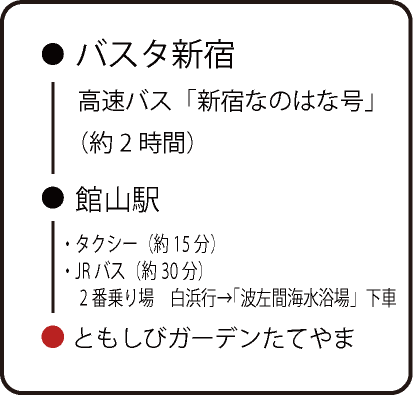 ● バスタ新宿
高速バス「新宿なのはな号」
（約２時間）
● 館山駅
・タクシー（約15分）
・JRバス（約30分）
２番乗り場　白浜行→「波左間海水浴場」下車
● ともしびガーデンたてやま